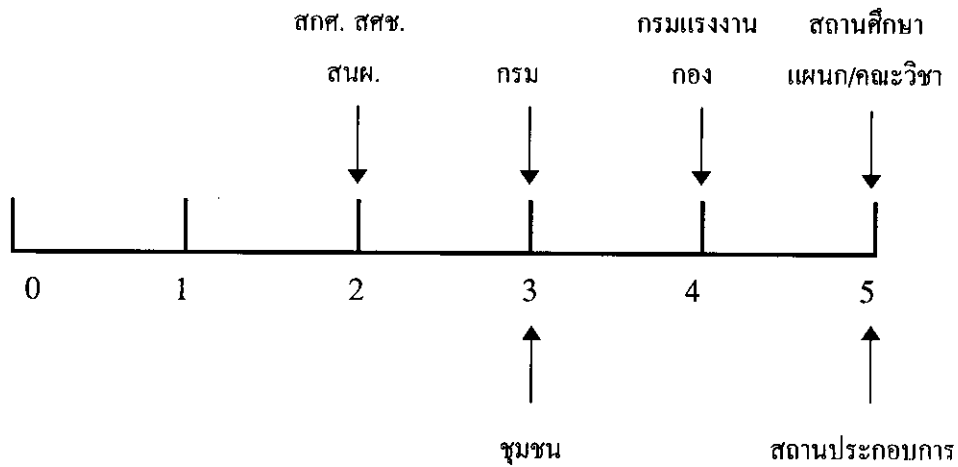 สกศ. สศช. กรมแรงงาน สถานศึกษา
สนผ. กรม กอง แผนก/คณะวิชา
0 1 2 3 4 5
ชุมชน สถานประกอบการ